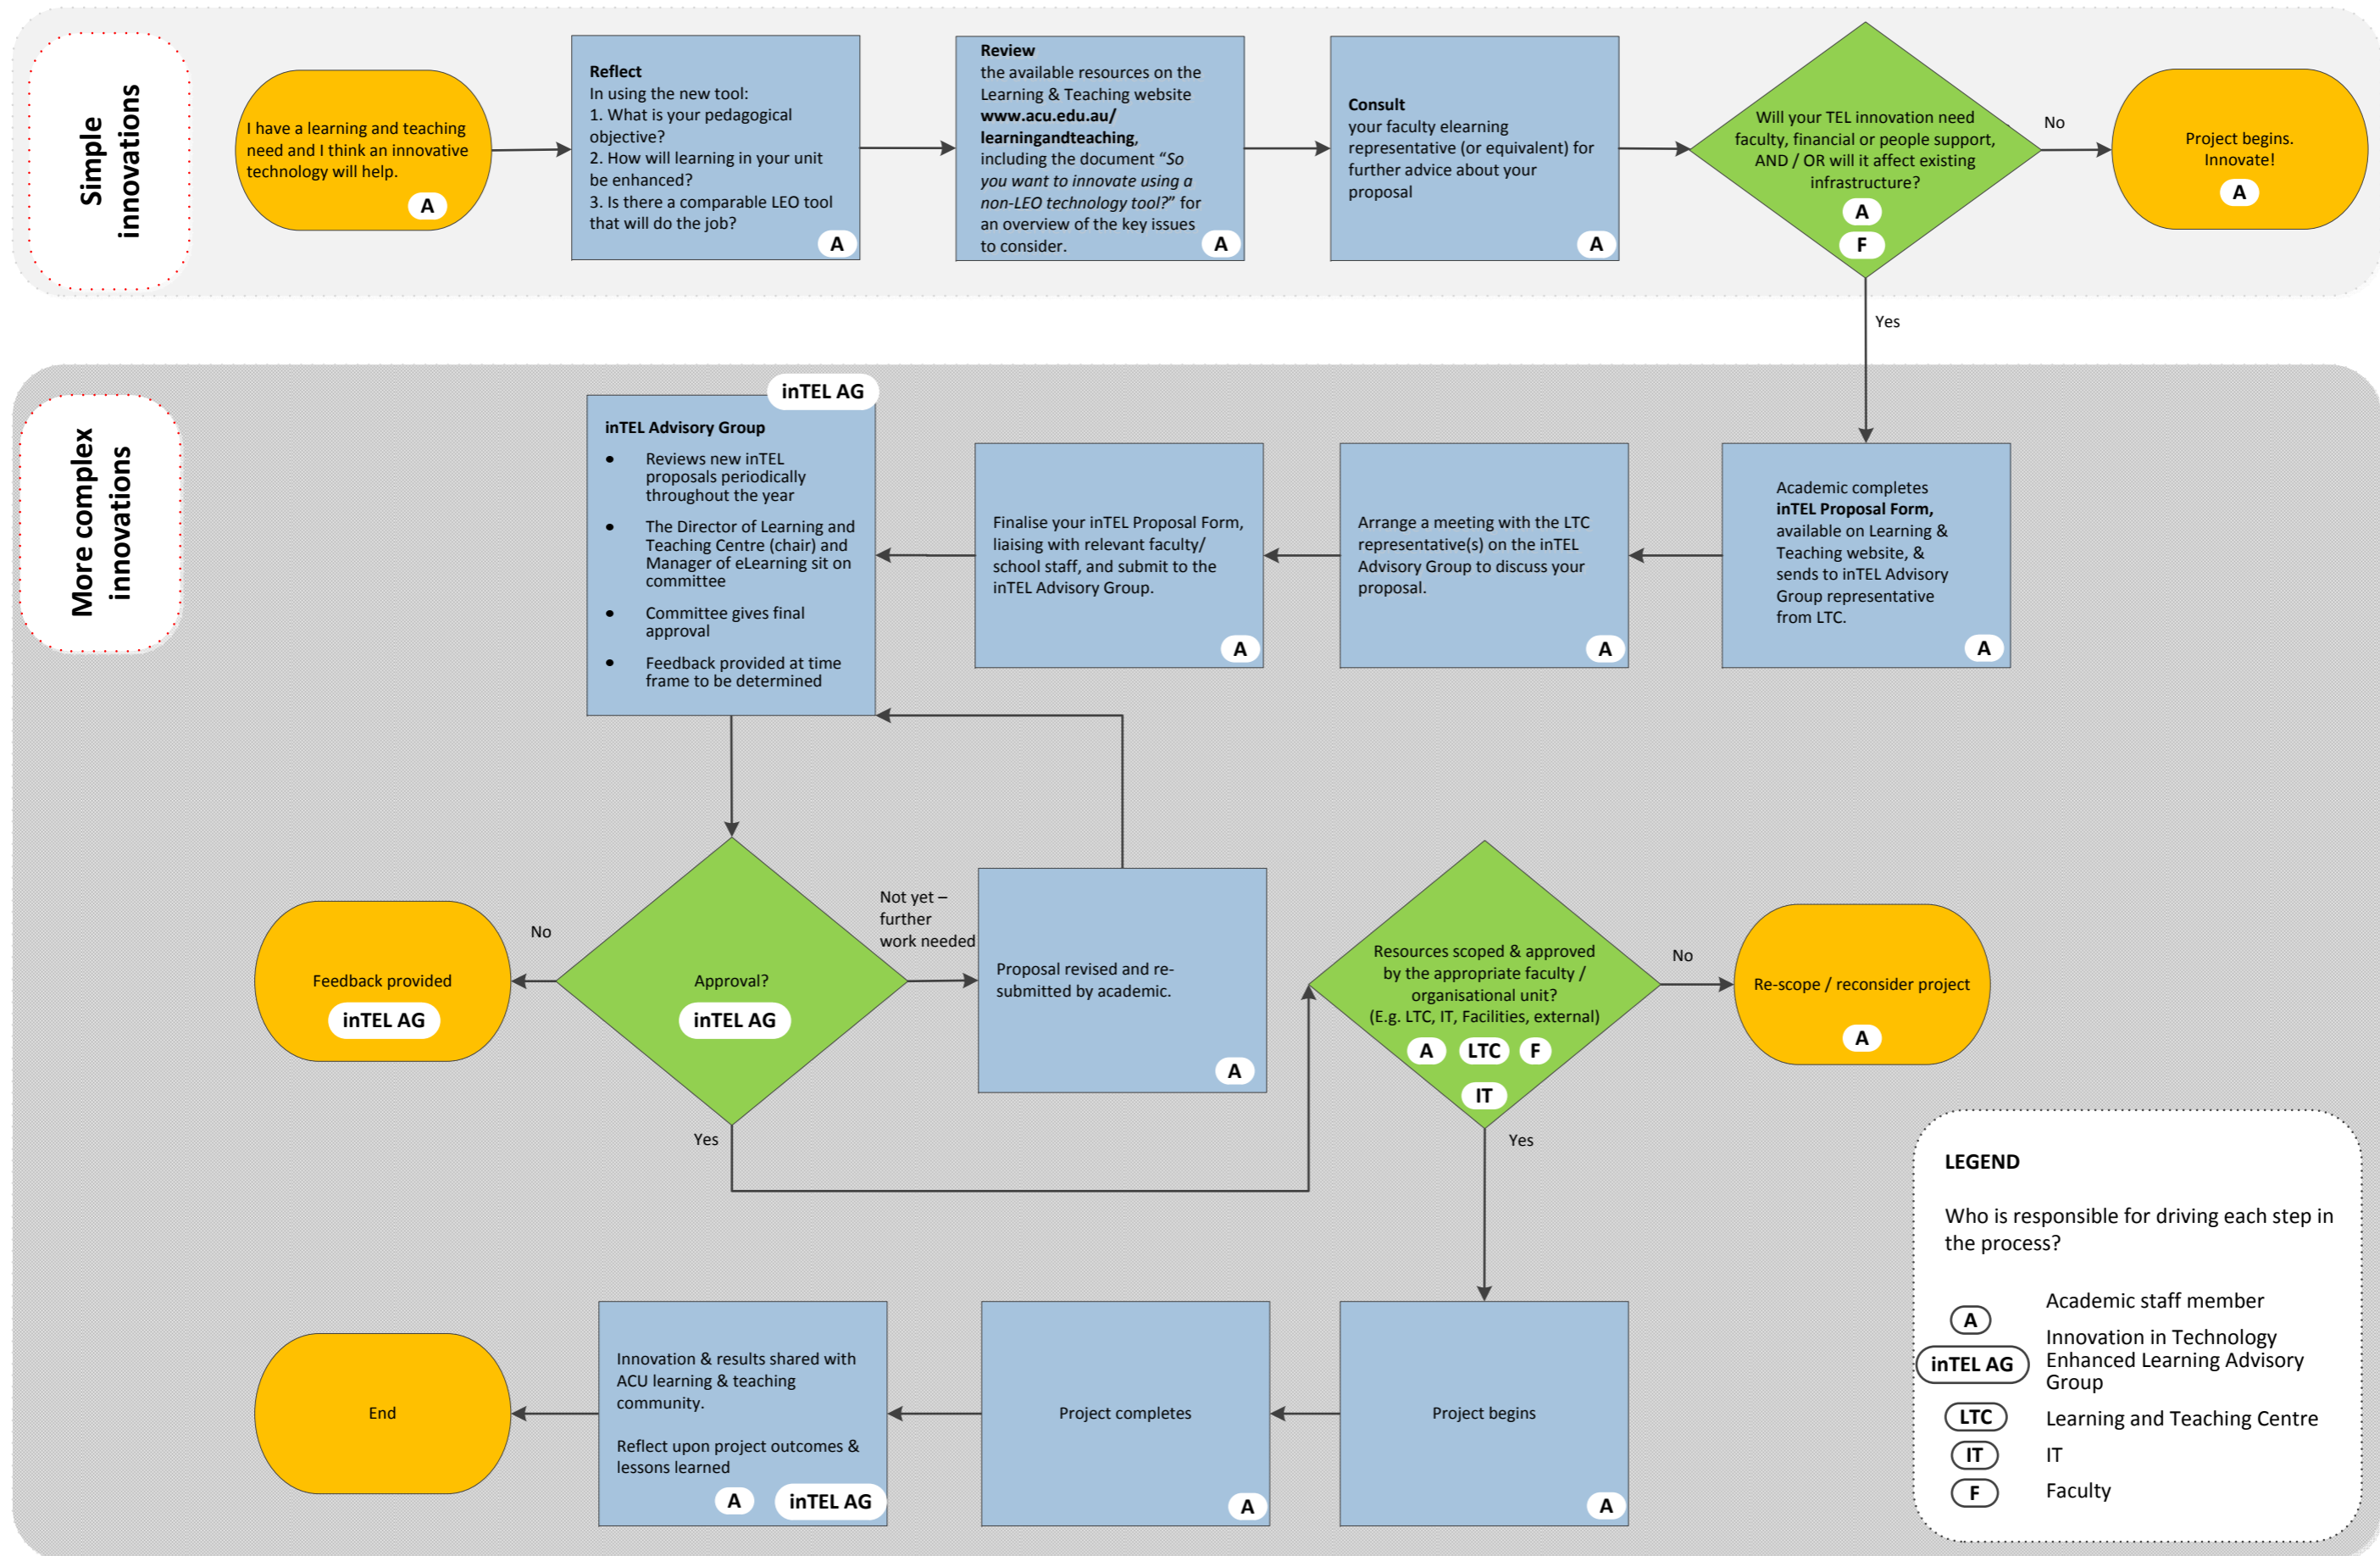 Simple
innovations
I have a learning and teaching
need and I think an innovative
technology will help.
A
Reflect
In using the new tool:
1. What is your pedagogical
objective?
2. How will learning in your unit
be enhanced?
3. Is there a comparable LEO tool
that will do the job?
A
Review
the available resources on the
Learning & Teaching website
www.acu.edu.au/
learningandteaching,
including the document “So
you want to innovate using a
non-LEO technology tool?” for
an overview of the key issues
to consider.
A
Consult
your faculty elearning
representative (or equivalent) for
further advice about your
proposal
A
Will your TEL innovation need
faculty, financial or people support,
AND / OR will it affect existing
infrastructure?
A
F
No
Project begins.
Innovate!
A
Yes
More complex
innovations
inTEL AG
inTEL Advisory Group
• Reviews new inTEL
proposals periodically
throughout the year
• The Director of Learning and
Teaching Centre (chair) and
Manager of eLearning sit on
committee
• Committee gives final
approval
• Feedback provided at time
frame to be determined
Finalise your inTEL Proposal Form,
liaising with relevant faculty/
school staff, and submit to the
inTEL Advisory Group.
A
Arrange a meeting with the LTC
representative(s) on the inTEL
Advisory Group to discuss your
proposal.
A
Academic completes
inTEL Proposal Form,
available on Learning &
Teaching website, &
sends to inTEL Advisory
Group representative
from LTC.
A
Feedback provided
inTEL AG
No
Approval?
inTEL AG
Not yet –
further
work needed
Proposal revised and re-
submitted by academic.
A
Yes
Resources scoped & approved
by the appropriate faculty /
organisational unit?
(E.g. LTC, IT, Facilities, external)
A LTC F
IT
No
Re-scope / reconsider project
A
Yes
End
Innovation & results shared with
ACU learning & teaching
community.
Reflect upon project outcomes &
lessons learned
A inTEL AG
Project completes
A
Project begins
A
LEGEND
Who is responsible for driving each step in
the process?
A Academic staff member
inTEL AG Innovation in Technology
Enhanced Learning Advisory
Group
LTC Learning and Teaching Centre
IT IT
F Faculty